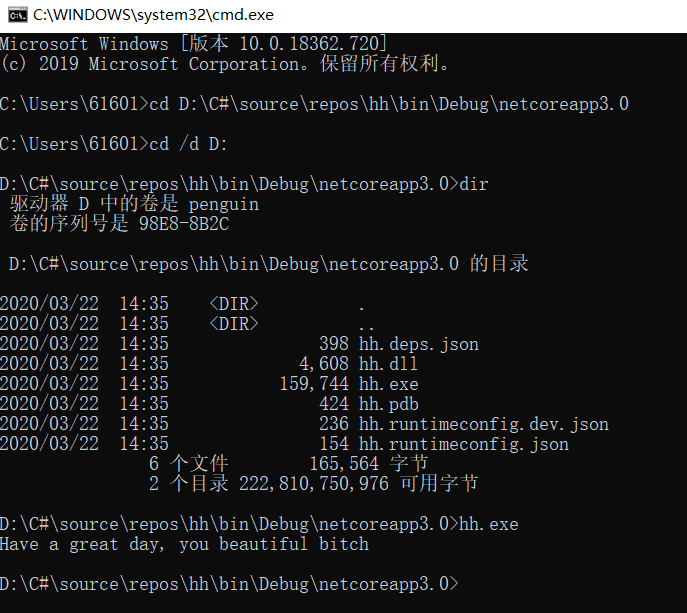 C:\WINDOWS\system32\cmd.exe
Microsoft Windows [版本 10.0.18362.720]
(c) 2019 Microsoft Corporation。保留所有权利。
C:\Users\61601>cd D:\C#\source\repos\hh\bin\Debug\netcoreapp3.0
C:\Users\61601>cd /d D:
D:\C#\source\repos\hh\bin\Debug\netcoreapp3.0>dir
 驱动器 D 中的卷是 penguin
 卷的序列号是 98E8-8B2C
 D:\C#\source\repos\hh\bin\Debug\netcoreapp3.0 的目录
2020/03/22  14:35    <DIR>          .
2020/03/22  14:35    <DIR>          ..
2020/03/22  14:35               398 hh.deps.json
2020/03/22  14:35             4,608 hh.dll
2020/03/22  14:35           159,744 hh.exe
2020/03/22  14:35               424 hh.pdb
2020/03/22  14:35               236 hh.runtimeconfig.dev.json
2020/03/22  14:35               154 hh.runtimeconfig.json
               6 个文件        165,564 字节
               2 个目录 222,810,750,976 可用字节
D:\C#\source\repos\hh\bin\Debug\netcoreapp3.0>hh.exe
Have a great day, you beautiful bitch
D:\C#\source\repos\hh\bin\Debug\netcoreapp3.0>